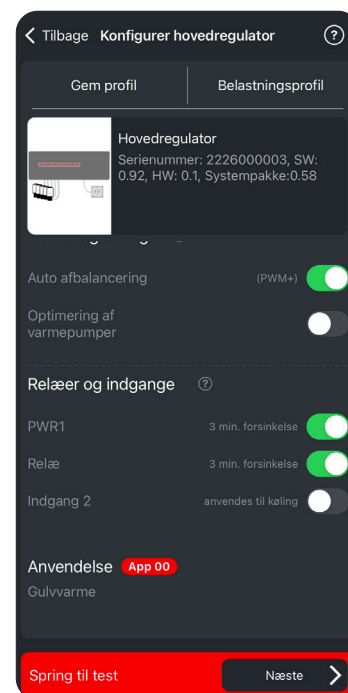 Tilbage Konfigurer hovedregulator ?
Gem profil Belastningsprofil
Hovedregulator
Serienummer: 2226000003, SW:
0.92, HW: 0.1, Systempakke:0.58
Auto afbalancering (PWM+)
Optimering af
varmepumper
Relæer og indgange ?
PWR1 3 min. forsinkelse
Relæ 3 min. forsinkelse
Indgang 2 anvendes til køling
Anvendelse App 00
Gulvvarme
Spring til test Næste